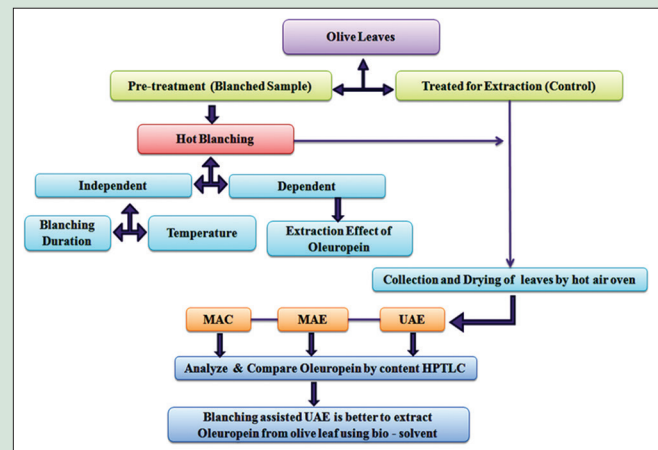 Olive Leaves
Pre-treatment (Blanched Sample)
Treated for Extraction (Control)
Hot Blanching
Independent
Dependent
Blanching
Duration
Temperature
Extraction Effect of
Oleuropein
Collection and Drying of leaves by hot air oven
MAC
MAE
UAE
Analyze & Compare Oleuropein by content HPTLC
Blanching assisted UAE is better to extract
Oleuropein from olive leaf using bio - solvent